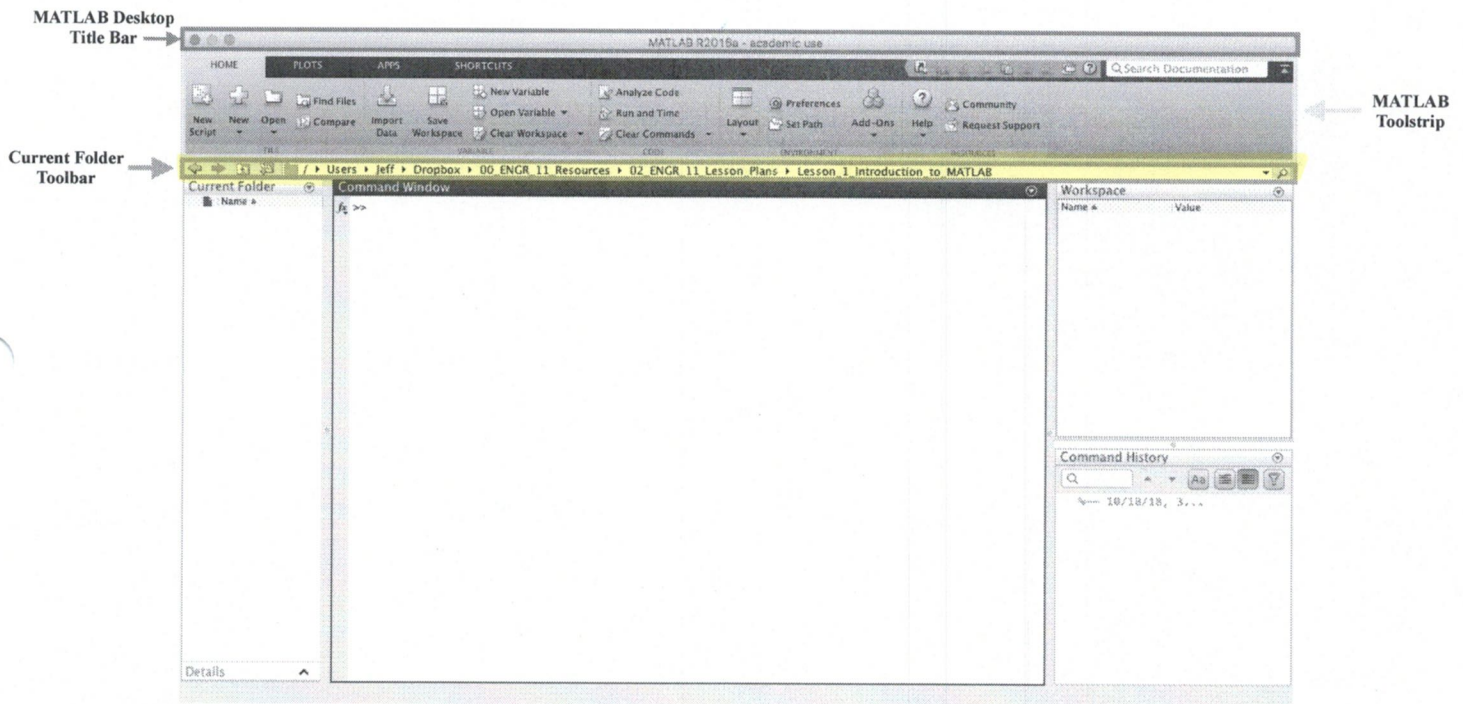 MATLAB Desktop
Title Bar
MATLAB R2018a - academic use
HOME PLOTS APPS SHORTCUTS
Search Documentation
New Script
New
Open
Find Files
Compare
Import Data
Save Workspace
New Variable
Open Variable
Clear Workspace
Analyze Code
Run and Time
Clear Commands
Layout
Preferences
Set Path
Add-Ons
Help
Community
Request Support
FILE VARIABLE CODE ENVIRONMENT RESOURCES
MATLAB
Toolstrip
Current Folder
Toolbar
/ Users Jeff Dropbox 00_ENGR_11_Resources 02_ENGR_11_Lesson_Plans Lesson_1_Introduction_to_MATLAB
Current Folder
Name
Details
Command Window
fx >>
Workspace
Name Value
Command History
Aa
%-- 10/18/18, 3...